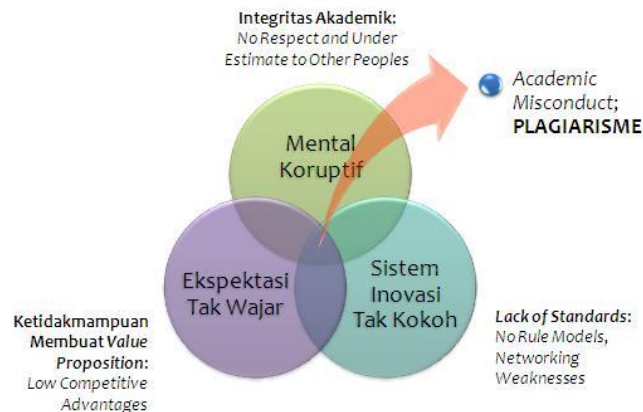 Integritas Akademik:
No Respect and Under
Estimate to Other Peoples
Academic
Misconduct;
PLAGIARISME
Mental
Koruptif
Ekspektasi
Tak Wajar
Sistem
Inovasi
Tak Kokoh
Ketidakmampuan
Membuat Value
Proposition:
Low Competitive
Advantages
Lack of Standards:
No Rule Models,
Networking
Weaknesses